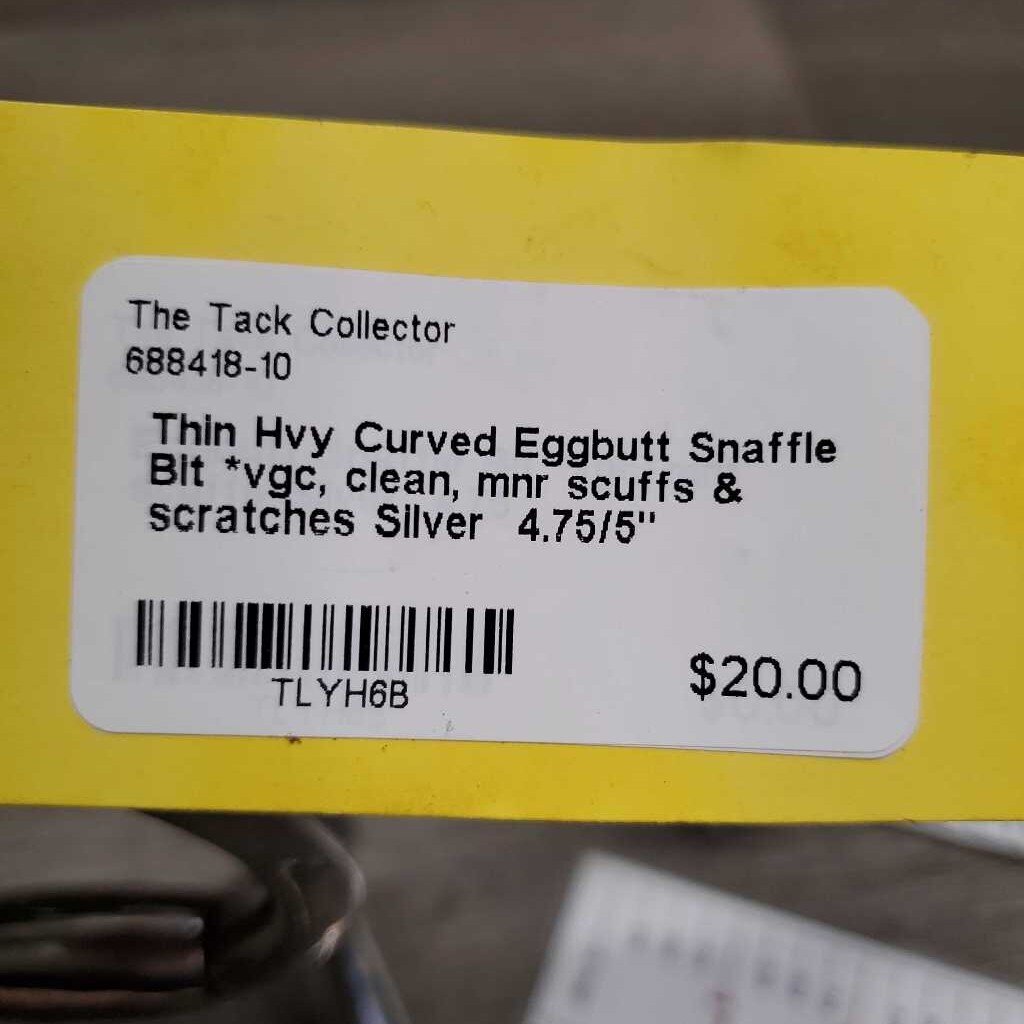 The Tack Collector
688418-10
Thin Hvy Curved Eggbutt Snaffle
Bit *vgc, clean, mnr scuffs &
scratches Silver 4.75/5"
TLYH6B
$20.00